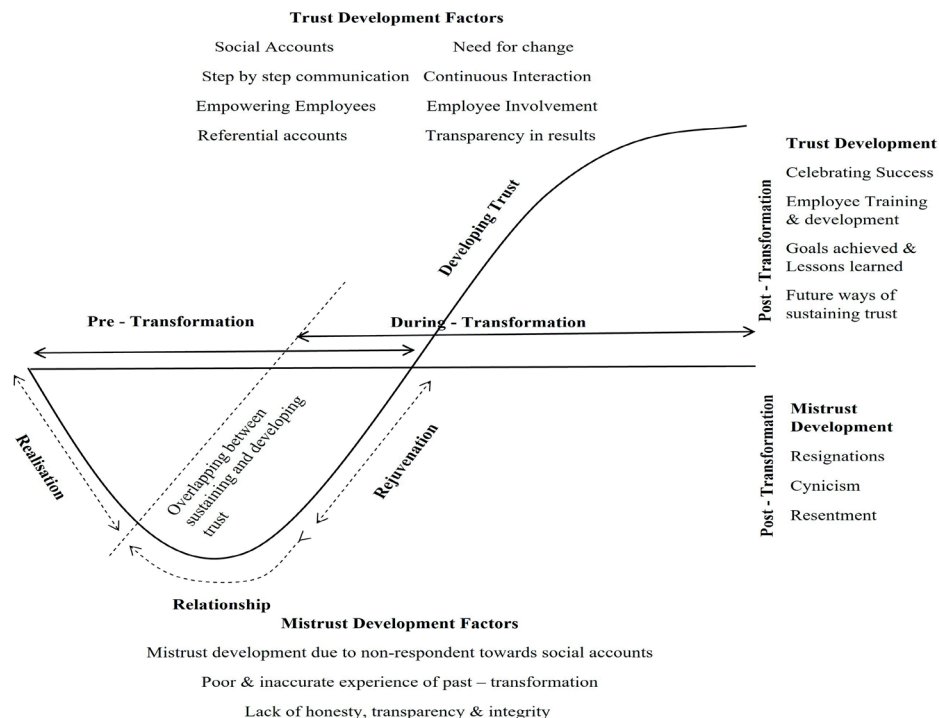 Trust Development Factors
Social Accounts
Need for change
Step by step communication
Continuous Interaction
Empowering Employees
Employee Involvement
Referential accounts
Transparency in results
Trust Development
Celebrating Success
Employee Training
& development
Goals achieved &
Lessons learned
Future ways of
sustaining trust
Post - Transformation
Developing Trust
Pre - Transformation
During - Transformation
Overlapping between
sustaining and developing
trust
Realisation
Rejuvenation
Relationship
Post - Transformation
Mistrust
Development
Resignations
Cynicism
Resentment
Mistrust Development Factors
Mistrust development due to non-respondent towards social accounts
Poor & inaccurate experience of past – transformation
Lack of honesty, transparency & integrity